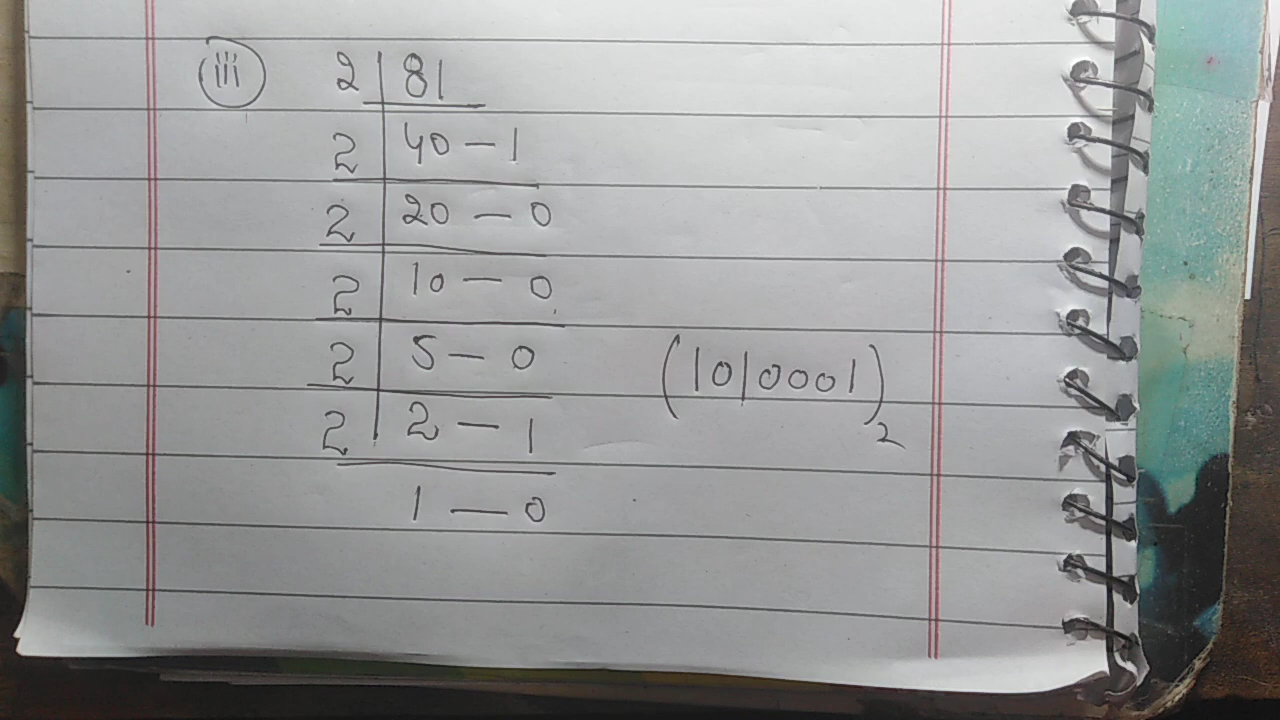 (iii) 2 | 81
2 | 40 — 1
2 | 20 — 0
2 | 10 — 0
2 | 5 — 0
2 | 2 — 1
1 — 0
(1010001)₂